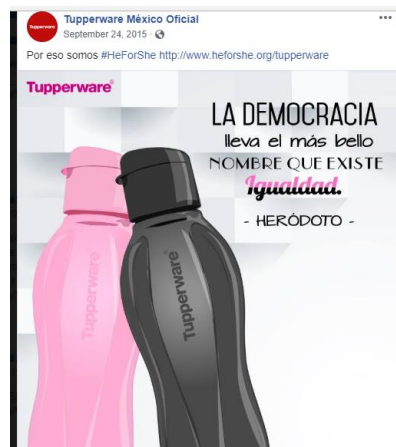 Tupperware México Oficial
September 24, 2015 ·
Por eso somos #HeForShe http://www.heforshe.org/tupperware
Tupperware®
LA DEMOCRACIA
lleva el más bello
NOMBRE QUE EXISTE
Igualdad.
- HERÓDOTO -
Tupperware®
Tupperware®